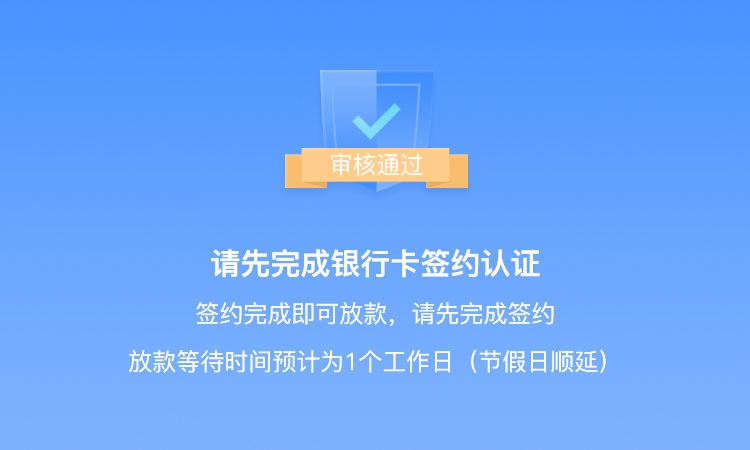 审核通过
请先完成银行卡签约认证
签约完成即可放款，请先完成签约
放款等待时间预计为1个工作日（节假日顺延）